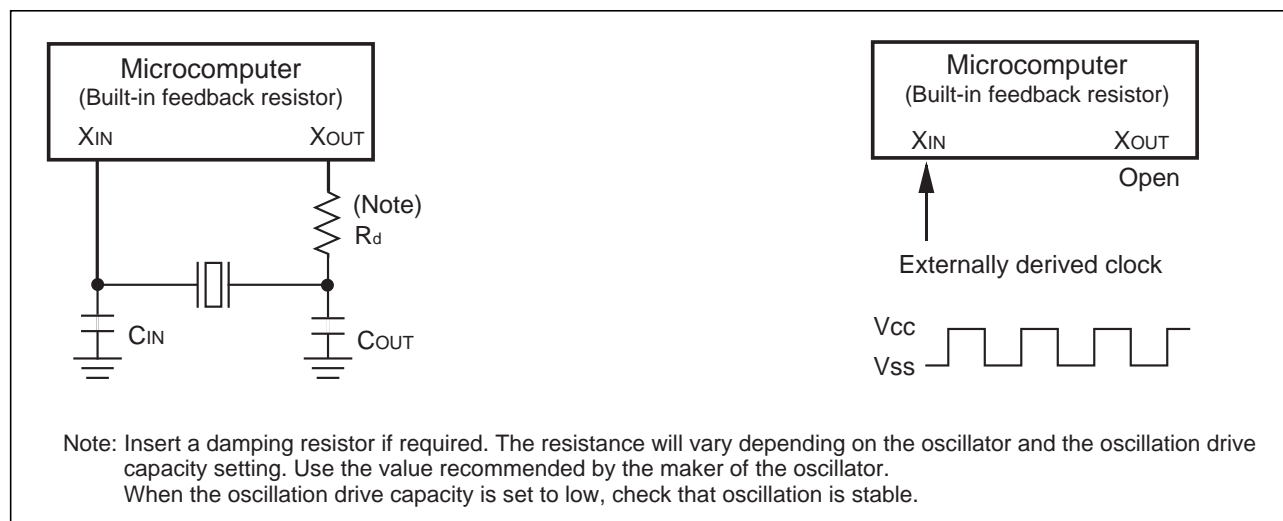 Microcomputer
(Built-in feedback resistor)
XIN XOUT
(Note)
Rd
CIN
COUT
Microcomputer
(Built-in feedback resistor)
XIN XOUT
Open
Externally derived clock
Vcc
Vss
Note: Insert a damping resistor if required. The resistance will vary depending on the oscillator and the oscillation drive
capacity setting. Use the value recommended by the maker of the oscillator.
When the oscillation drive capacity is set to low, check that oscillation is stable.